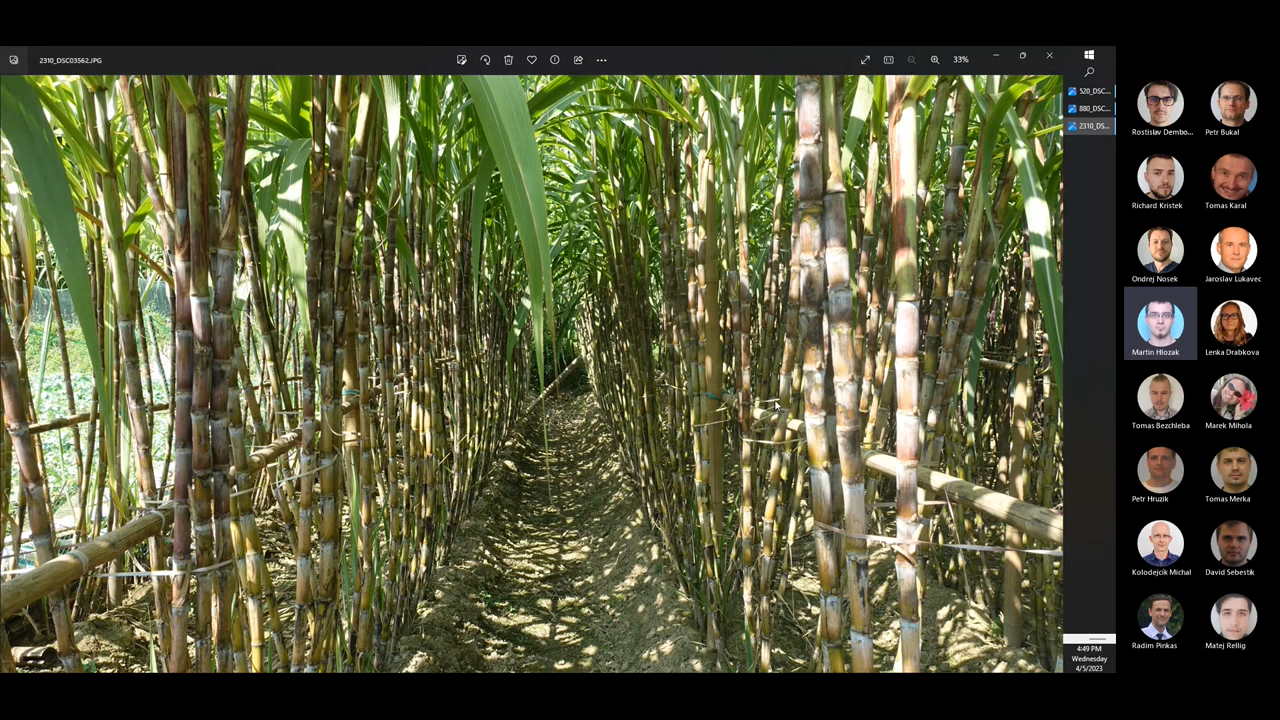 2310_DSC03562.JPG
33%
520_DSC...
880_DSC...
2310_DS...
4:49 PM
Wednesday
4/5/2023
Rostislav Dembo...
Petr Bukal
Richard Kristek
Tomas Karal
Ondrej Nosek
Jaroslav Lukavec
Martin Hlozak
Lenka Drabkova
Tomas Bezchleba
Marek Mihola
Petr Hruzik
Tomas Merka
Kolodejcik Michal
David Sebestik
Radim Pinkas
Matej Rellig